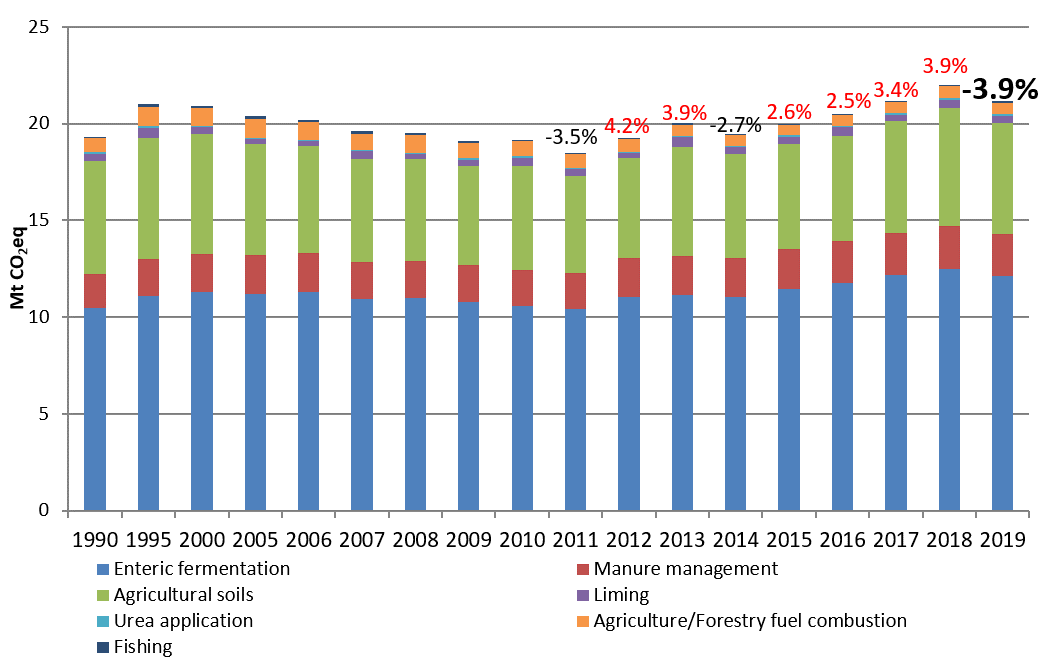 25
20
15
10
5
0
Mt CO₂eq
-3.5%
4.2%
3.9%
-2.7%
2.6%
2.5%
3.4%
3.9%
-3.9%
1990 1995 2000 2005 2006 2007 2008 2009 2010 2011 2012 2013 2014 2015 2016 2017 2018 2019
Enteric fermentation Manure management
Agricultural soils Liming
Urea application Agriculture/Forestry fuel combustion
Fishing